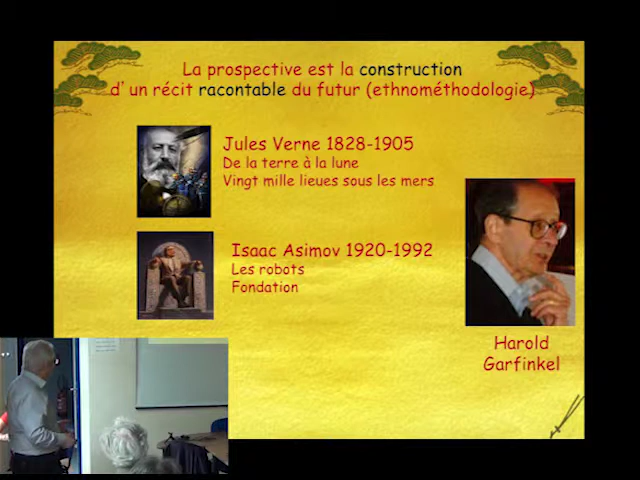 La prospective est la construction
d'un récit racontable du futur (ethnométhodologie)
Jules Verne 1828-1905
De la terre à la lune
Vingt mille lieues sous les mers
Isaac Asimov 1920-1992
Les robots
Fondation
Harold
Garfinkel